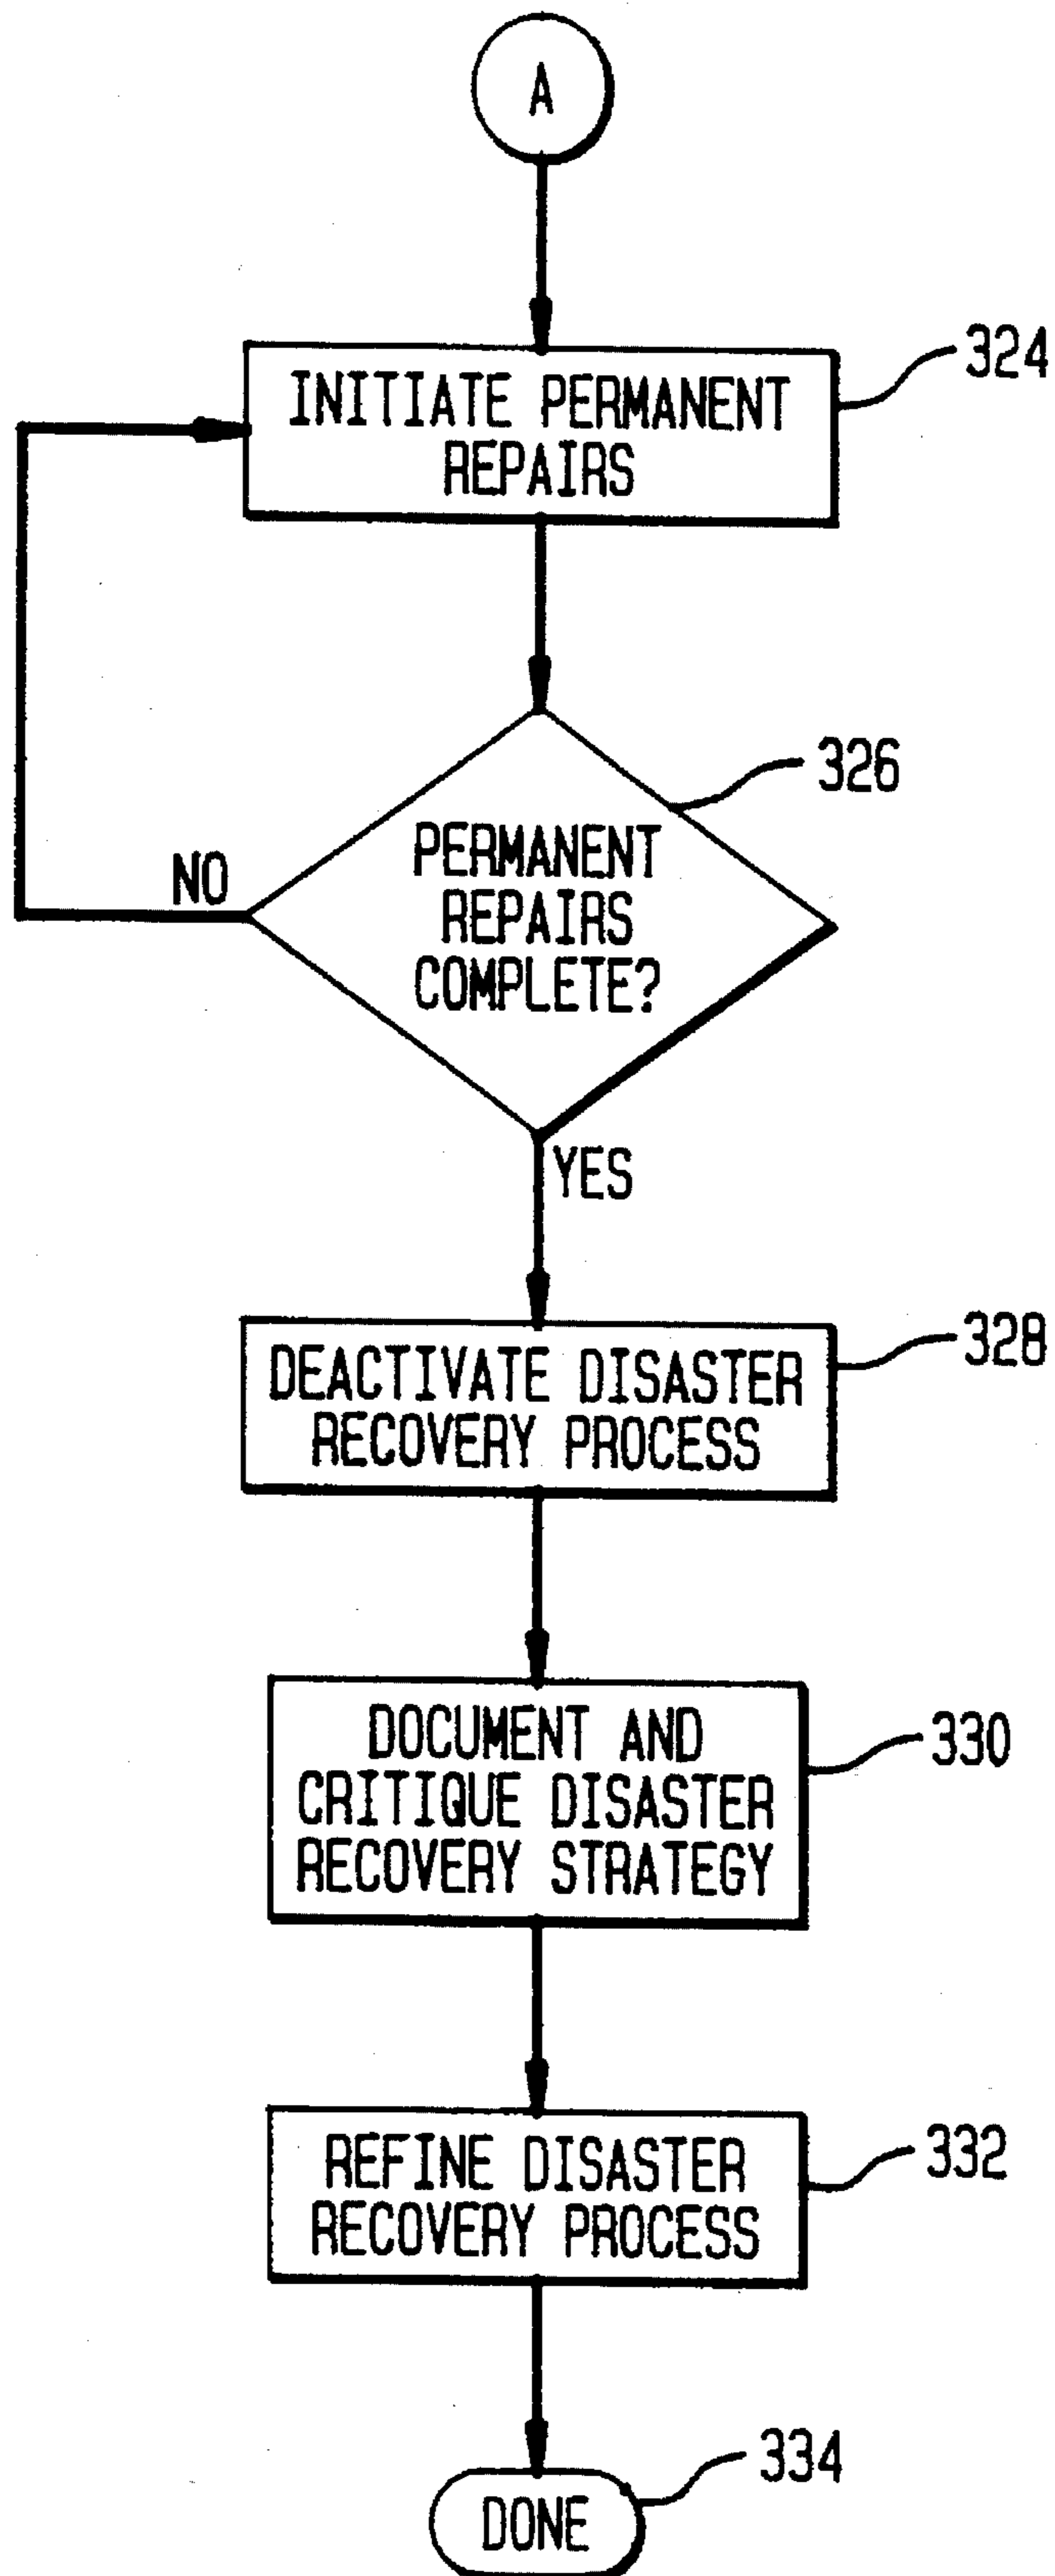 A
324
INITIATE PERMANENT
REPAIRS
326
PERMANENT
REPAIRS
COMPLETE?
NO
YES
328
DEACTIVATE DISASTER
RECOVERY PROCESS
330
DOCUMENT AND
CRITIQUE DISASTER
RECOVERY STRATEGY
332
REFINE DISASTER
RECOVERY PROCESS
334
DONE